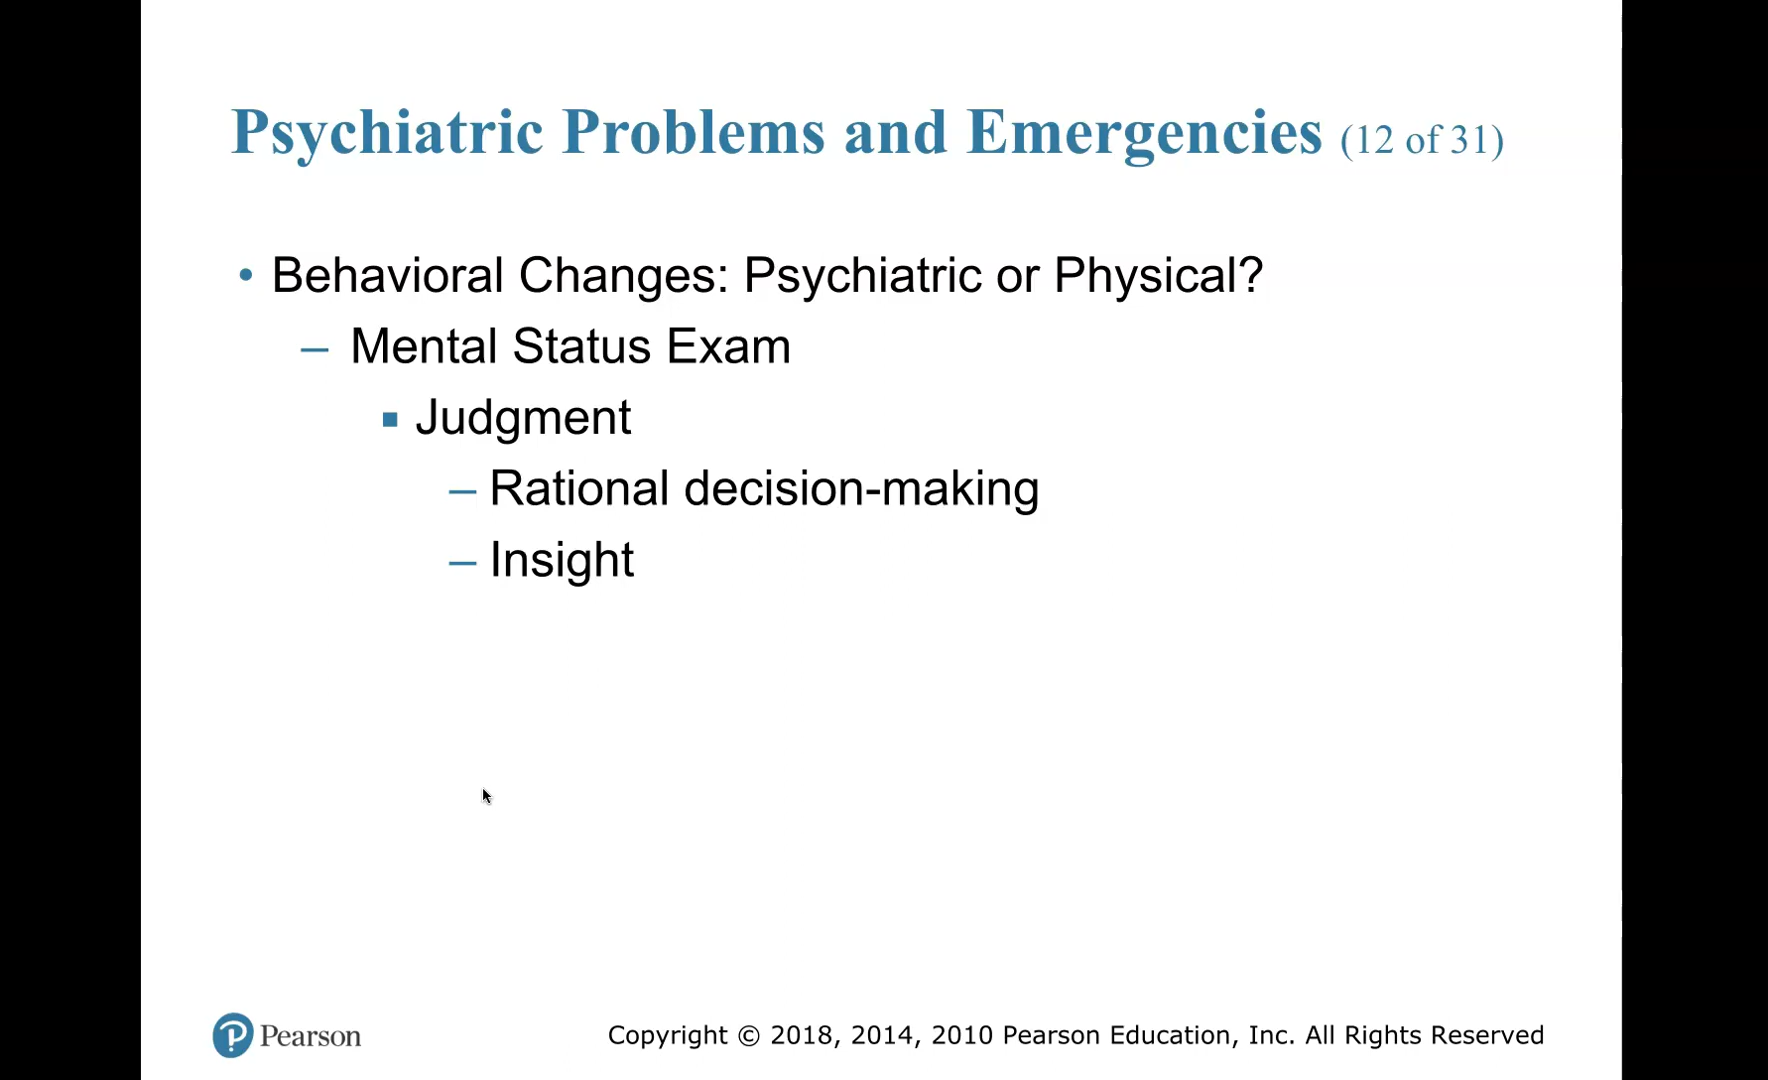 Psychiatric Problems and Emergencies (12 of 31)
• Behavioral Changes: Psychiatric or Physical?
– Mental Status Exam
▪ Judgment
– Rational decision-making
– Insight
Pearson
Copyright © 2018, 2014, 2010 Pearson Education, Inc. All Rights Reserved